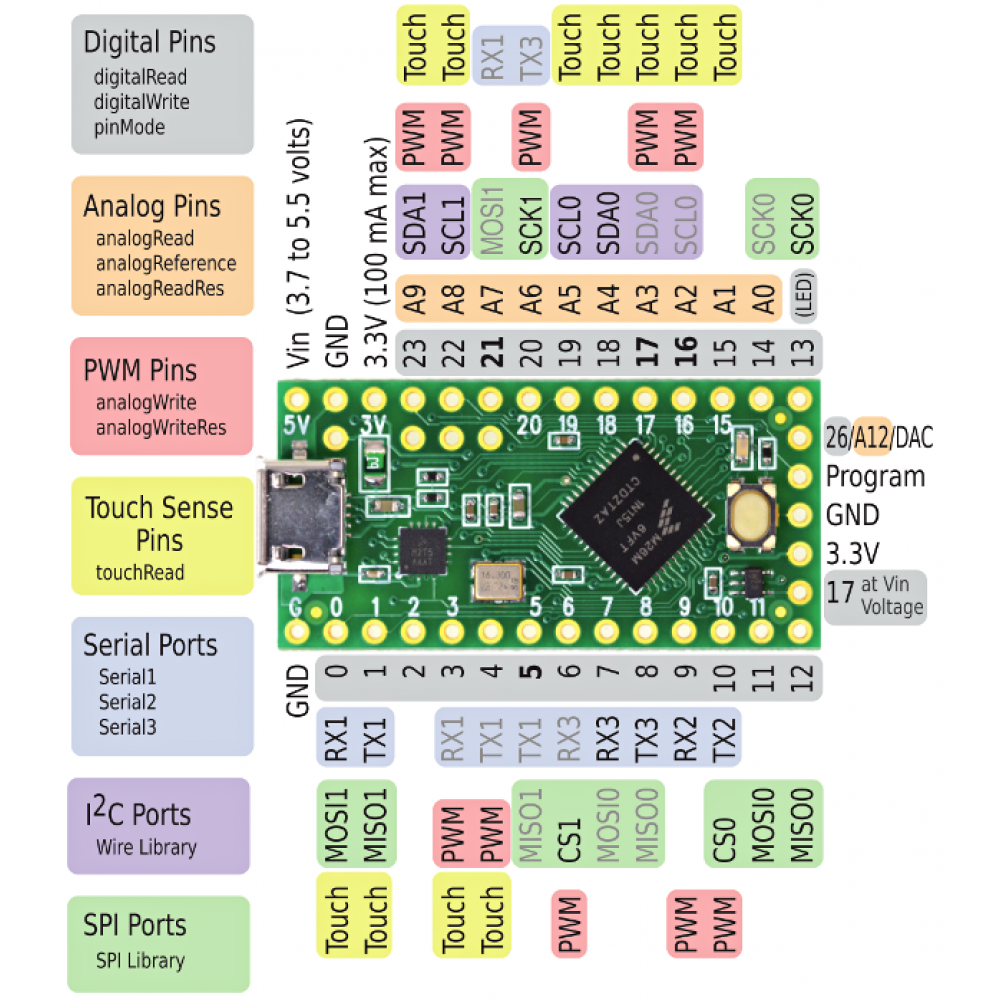 Digital Pins
digitalRead
digitalWrite
pinMode
Analog Pins
analogRead
analogReference
analogReadRes
PWM Pins
analogWrite
analogWriteRes
Touch Sense
Pins
touchRead
Serial Ports
Serial1
Serial2
Serial3
I²C Ports
Wire Library
SPI Ports
SPI Library
Touch Touch RX1 TX3 Touch Touch Touch Touch Touch
PWM PWM PWM PWM PWM
SDA1 SCL1 MOSI1 SCK1 SCL0 SDA0 SDA0 SCL0 SCK0 SCK0
A9 A8 A7 A6 A5 A4 A3 A2 A1 A0 (LED)
Vin (3.7 to 5.5 volts) GND 3.3V (100 mA max) 23 22 21 20 19 18 17 16 15 14 13
5V 3V 20 19 18 17 16 15
26/A12/DAC
Program
GND
3.3V
17 at Vin
Voltage
M26M
6VFT
1N15J
CTDZTAZ
G 0 1 2 3 5 6 7 8 9 10 11
GND 0 1 2 3 4 5 6 7 8 9 10 11 12
RX1 TX1 RX1 TX1 TX1 RX3 RX3 TX3 RX2 TX2
MOSI1 MISO1 PWM PWM MISO1 CS1 MOSI0 MISO0 CS0 MOSI0 MISO0
Touch Touch Touch Touch PWM PWM PWM